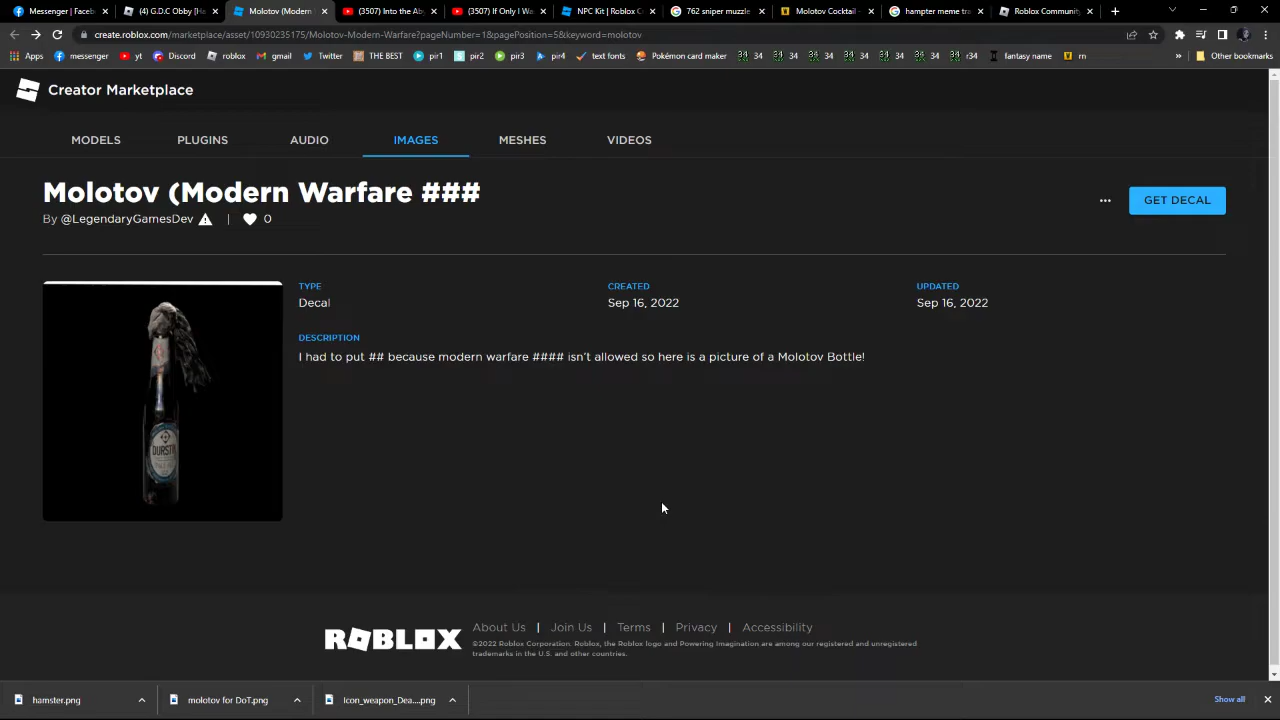 Messenger | Faceb
(4) G.D.C Obby [Ha
Molotov (Modern
(3507) Into the Ab
(3507) If Only I Wa
NPC Kit | Roblox C
762 sniper muzzle
Molotov Cocktail
hampter meme tra
Roblox Community
create.roblox.com/marketplace/asset/10930235175/Molotov-Modern-Warfare?pageNumber=1&pagePosition=5&keyword=molotov
Apps messenger yt Discord roblox gmail Twitter THE BEST pir1 pir2 pir3 pir4 text fonts Pokémon card maker 34 34 34 34 34 34 r34 fantasy name rn » Other bookmarks
Creator Marketplace
MODELS PLUGINS AUDIO IMAGES MESHES VIDEOS
Molotov (Modern Warfare ###
By @LegendaryGamesDev | 0
GET DECAL
TYPE
Decal
CREATED
Sep 16, 2022
UPDATED
Sep 16, 2022
DESCRIPTION
I had to put ## because modern warfare #### isn't allowed so here is a picture of a Molotov Bottle!
ROBLOX
About Us | Join Us | Terms | Privacy | Accessibility
©2022 Roblox Corporation. Roblox, the Roblox logo and Powering Imagination are among our registered and unregistered
trademarks in the U.S. and other countries.
hamster.png
molotov for DoT.png
Icon_weapon_Dea....png
Show all